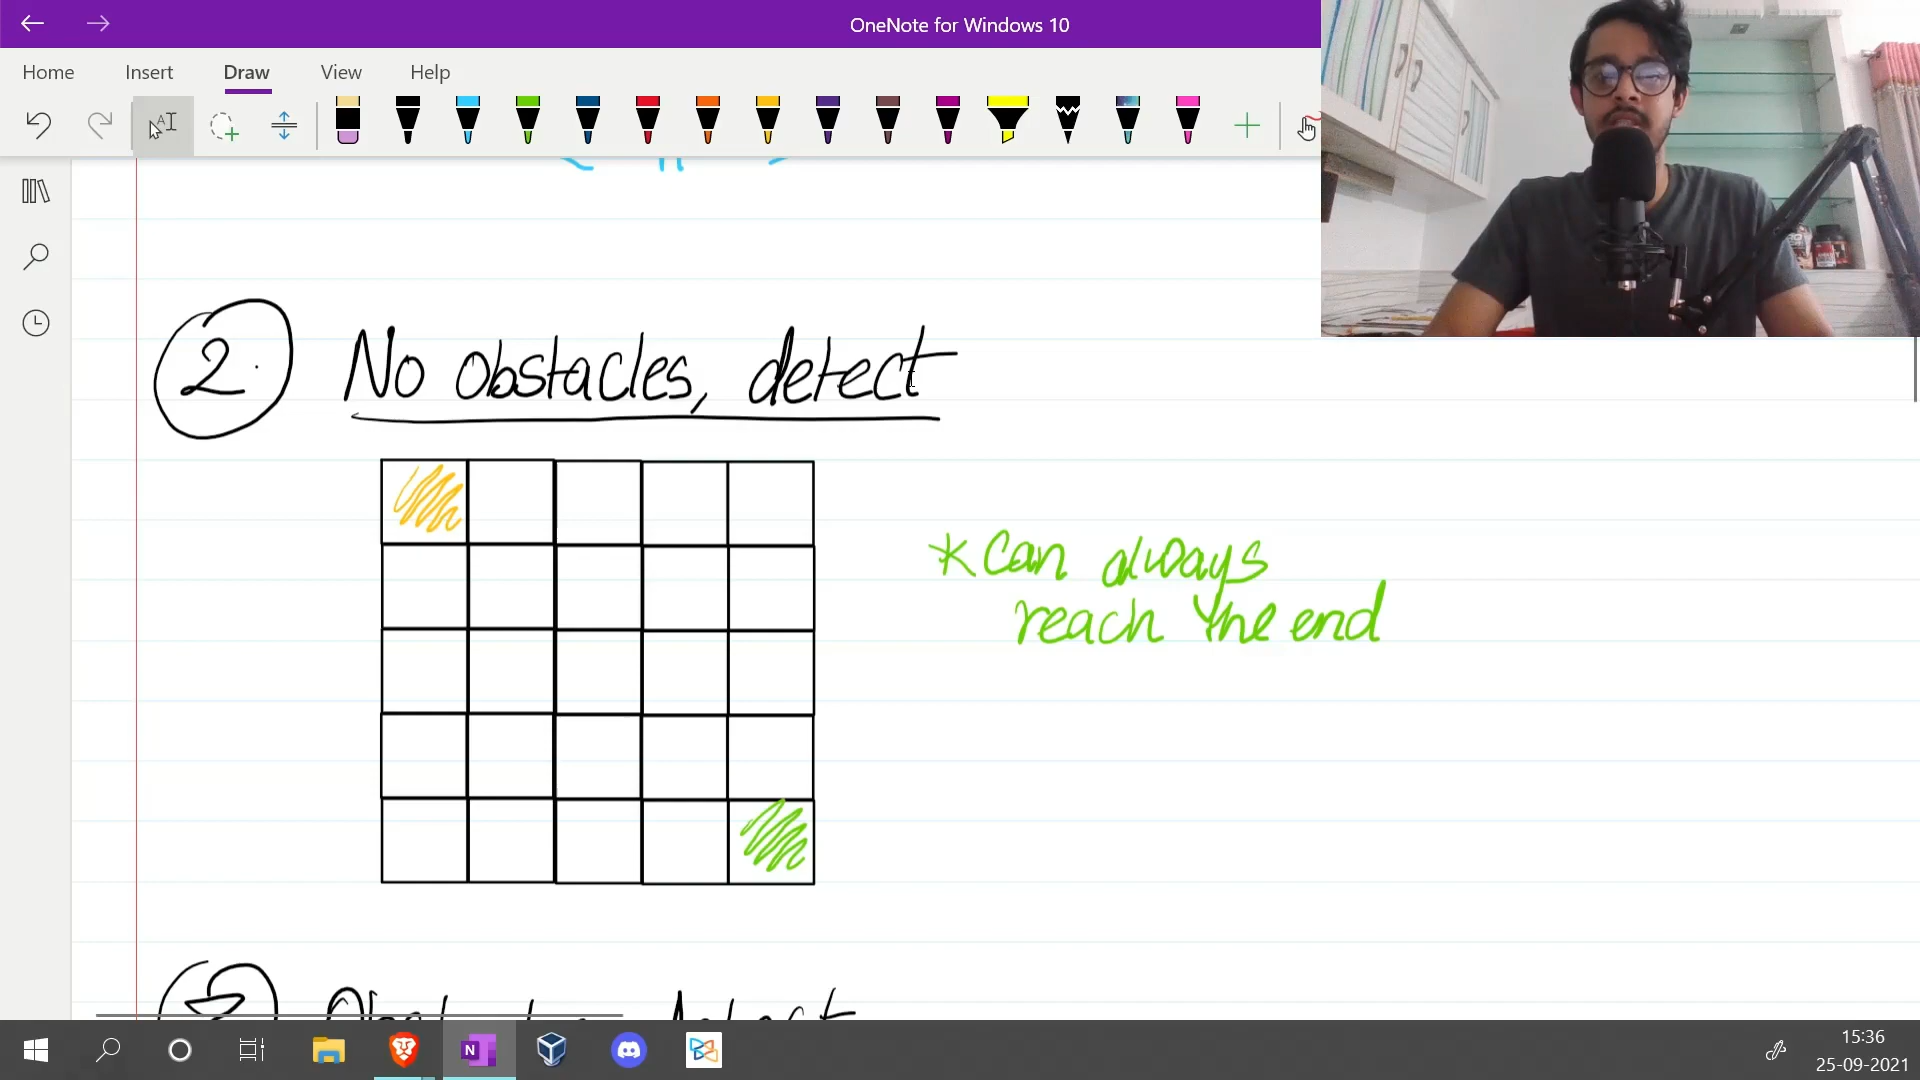 OneNote for Windows 10
Home Insert Draw View Help
2. No obstacles, detect
*Can always
reach the end
15:36
25-09-2021